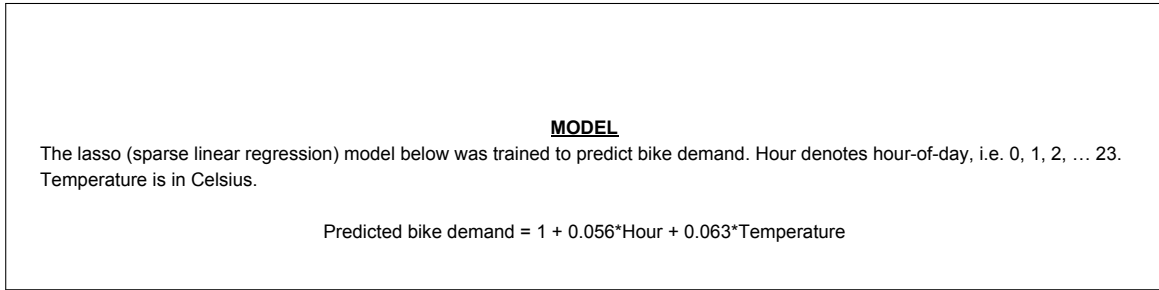 MODEL
The lasso (sparse linear regression) model below was trained to predict bike demand. Hour denotes hour-of-day, i.e. 0, 1, 2, … 23.
Temperature is in Celsius.
Predicted bike demand = 1 + 0.056*Hour + 0.063*Temperature